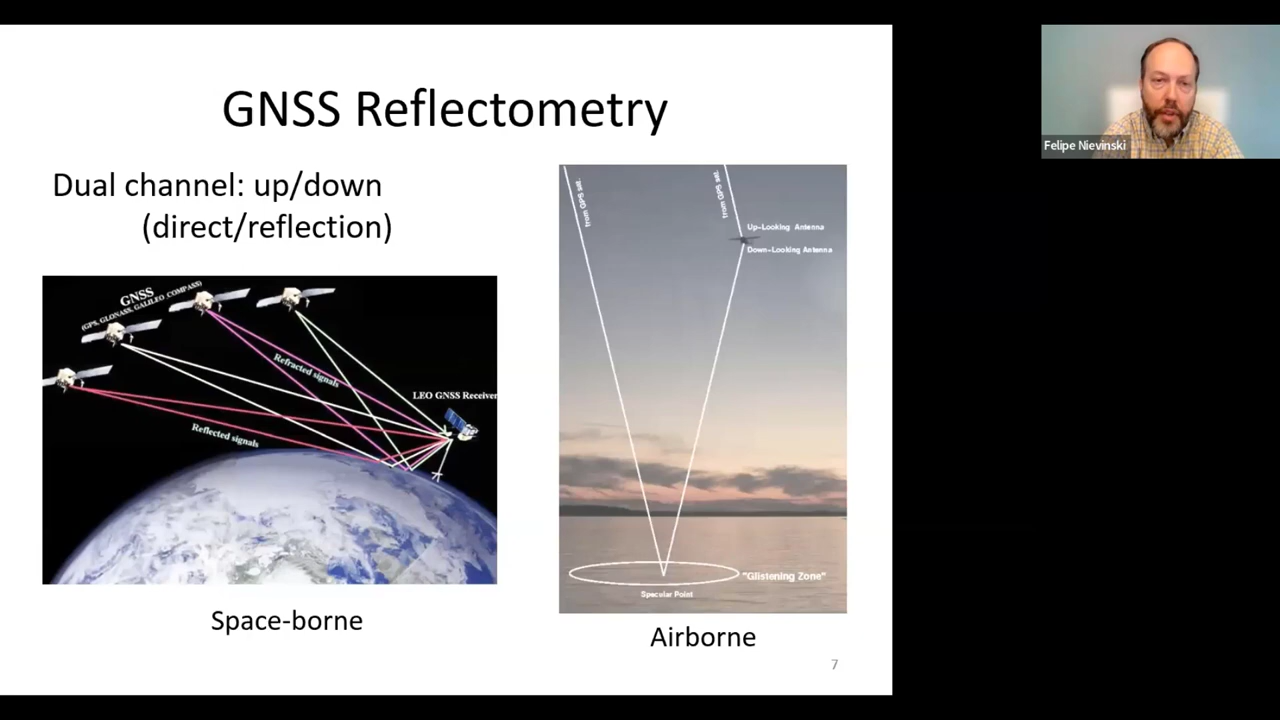 GNSS Reflectometry
Dual channel: up/down
(direct/reflection)
GNSS
(GPS, GLONASS, GALILEO COMPASS)
Refracted signals
LEO GNSS Receiver
Reflected signals
Space-borne
from GPS sat.
from GPS sat.
Up-Looking Antenna
Down-Looking Antenna
"Glistening Zone"
Specular Point
Airborne
7
Felipe Nievinski